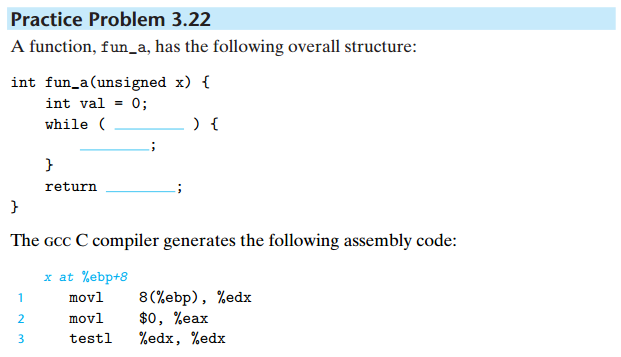 Practice Problem 3.22
A function, fun_a, has the following overall structure:
int fun_a(unsigned x) {
int val = 0;
while ( ________ ) {
________;
}
return ________;
}
The GCC C compiler generates the following assembly code:
x at %ebp+8
1 movl 8(%ebp), %edx
2 movl $0, %eax
3 testl %edx, %edx